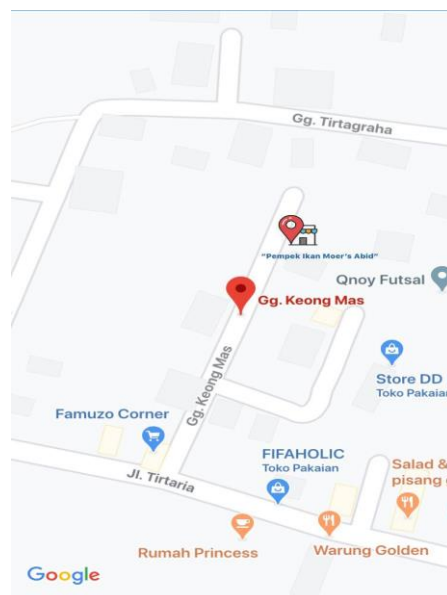 Gg. Tirtagraha
"Pempek Ikan Moer's Abid"
Qnoy Futsal
Gg. Keong Mas
Gg. Keong Mas
Store DD
Toko Pakaian
Famuzo Corner
FIFAHOLIC
Toko Pakaian
Salad &
pisang
Jl. Tirtaria
Rumah Princess
Warung Golden
Google